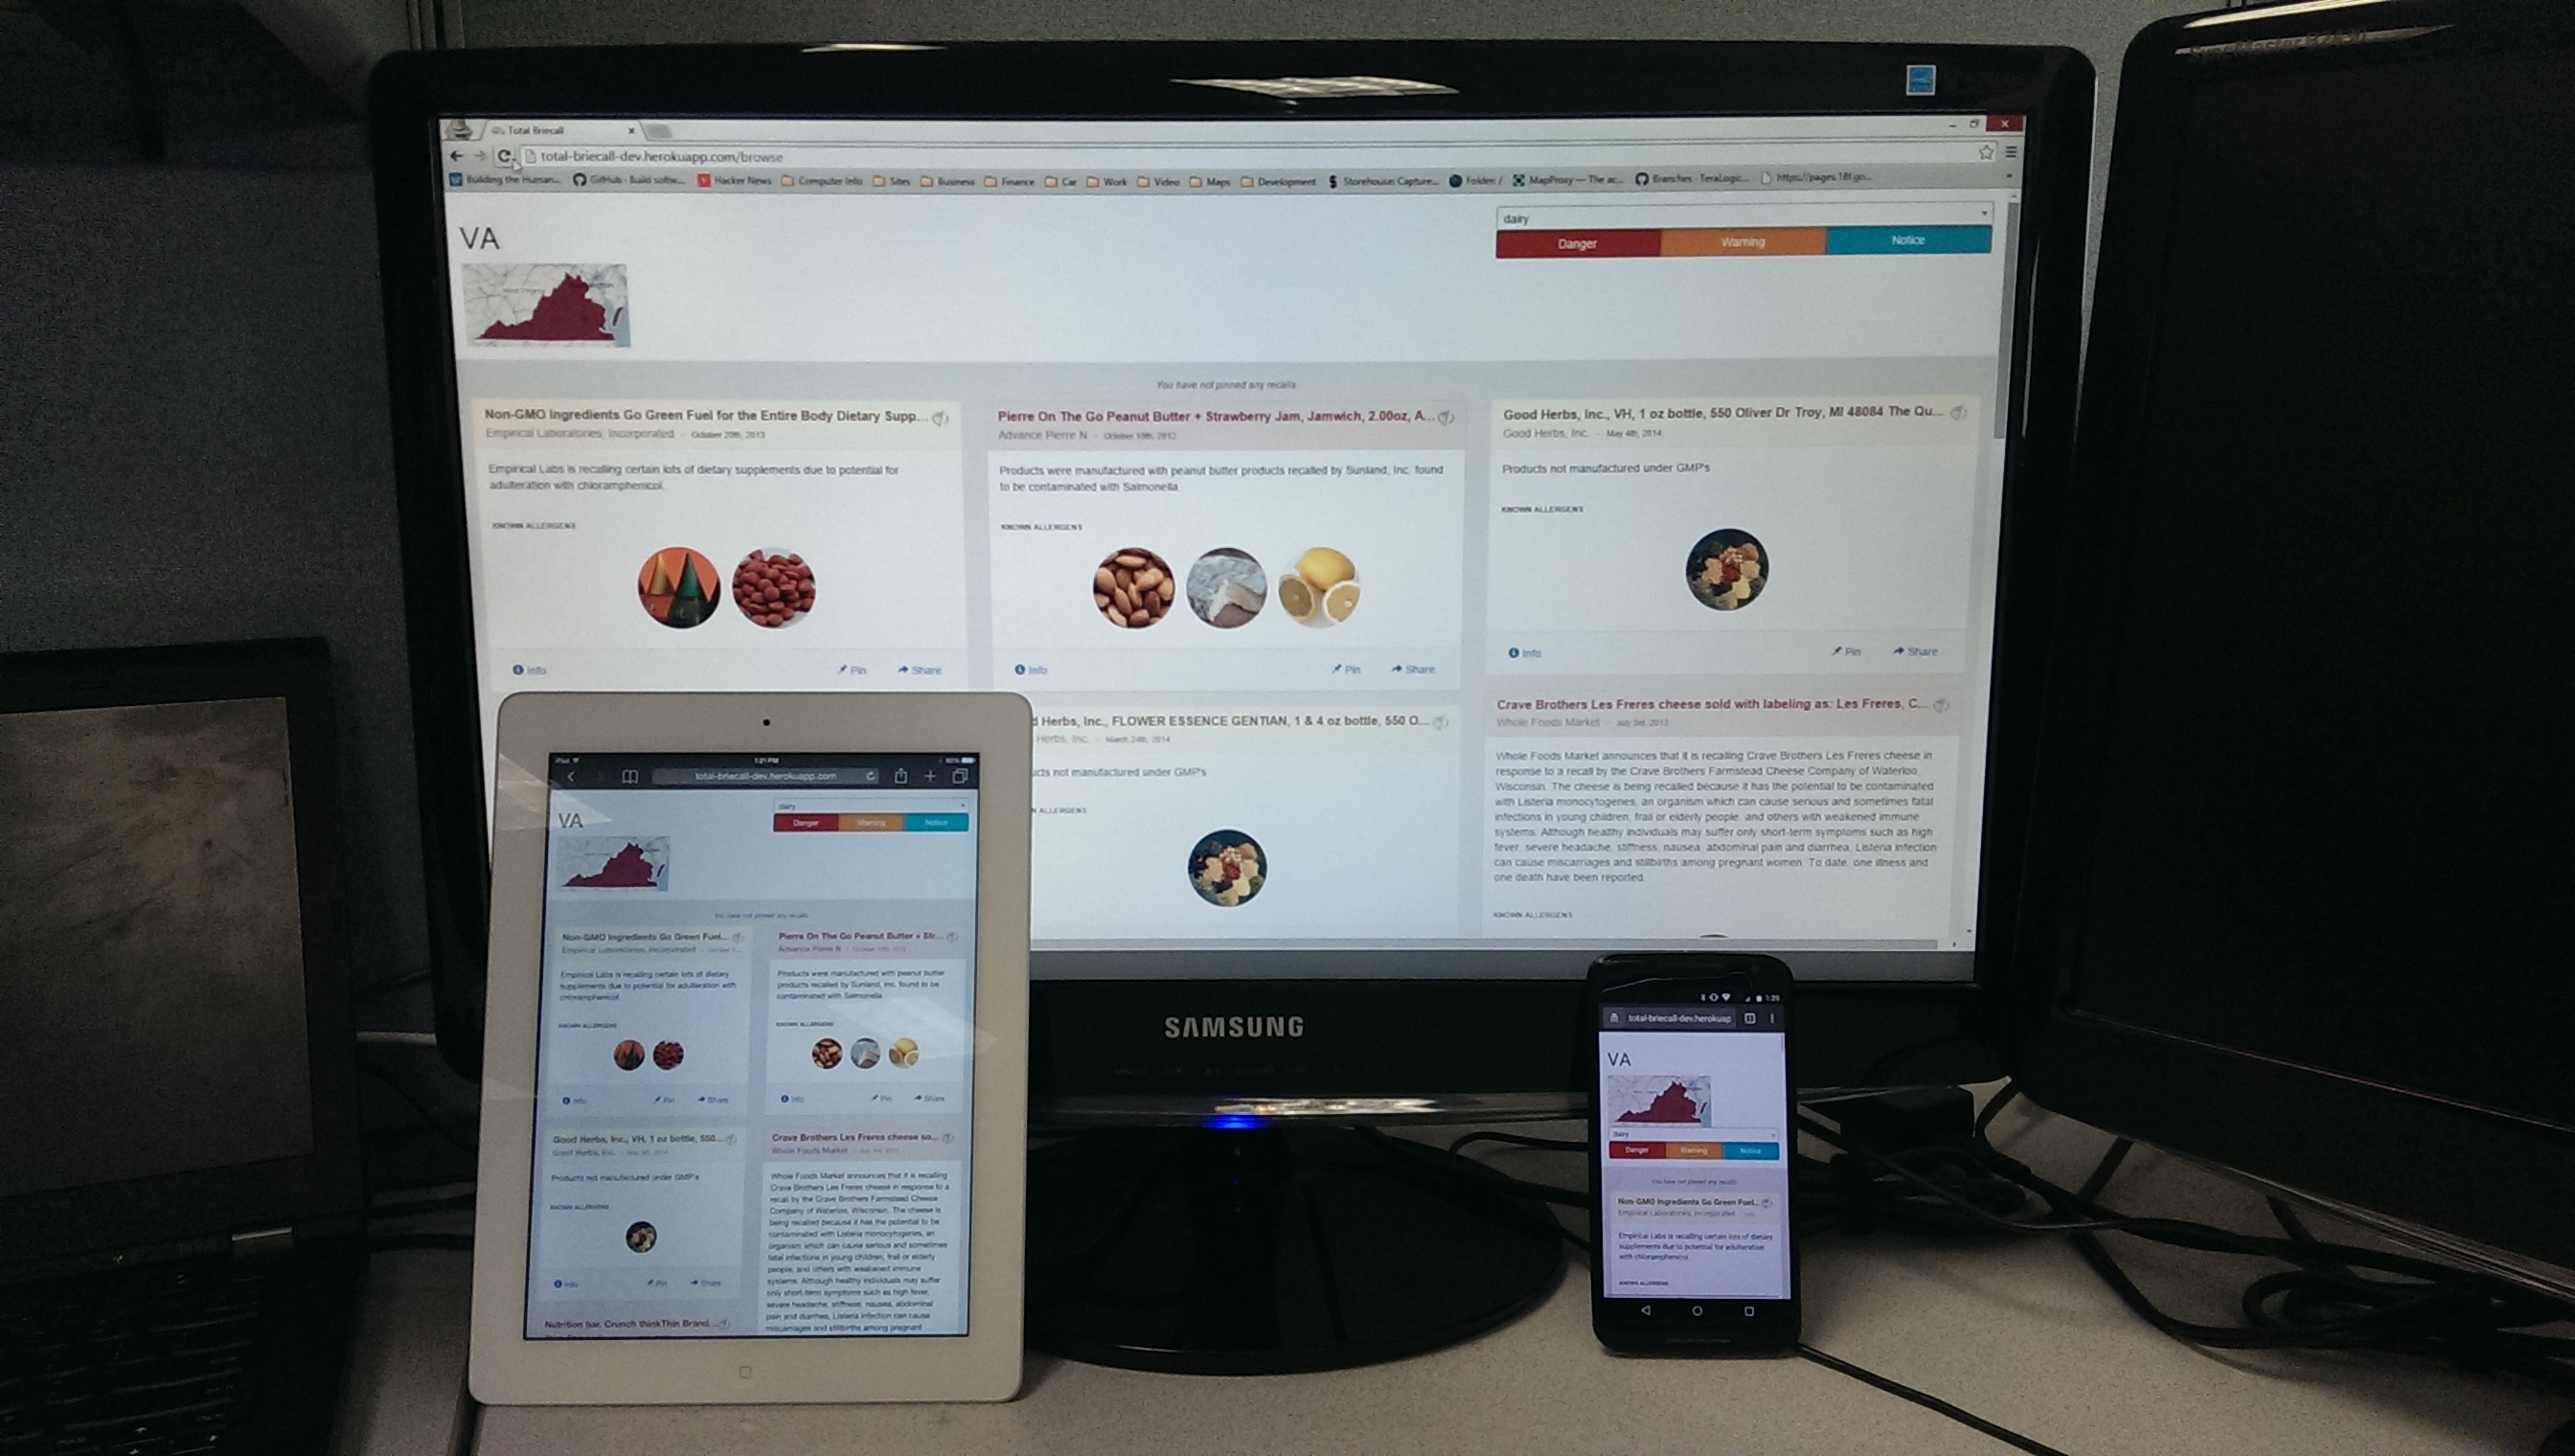 Total Briecall
total-briecall-dev.herokuapp.com/browse
Building the Human... GitHub - Build softw... Hacker News Computer Info Sites Business Finance Car Work Video Maps Development Storehouse: Capture... Folderi / MapProxy — The ac... Branches · TeraLogic... https://pages.18f.go...
VA
dairy
Danger Warning Notice
You have not pinned any recalls
Non-GMO Ingredients Go Green Fuel for the Entire Body Dietary Supp...
Empirical Laboratories, Incorporated - October 29th, 2013
Empirical Labs is recalling certain lots of dietary supplements due to potential for
adulteration with chloramphenicol.
KNOWN ALLERGENS
Info Pin Share
Pierre On The Go Peanut Butter + Strawberry Jam, Jamwich, 2.00oz, A...
Advance Pierre N - October 10th, 2012
Products were manufactured with peanut butter products recalled by Sunland, Inc. found
to be contaminated with Salmonella.
KNOWN ALLERGENS
Info Pin Share
Good Herbs, Inc., VH, 1 oz bottle, 550 Oliver Dr Troy, MI 48084 The Qu...
Good Herbs, Inc. - May 4th, 2014
Products not manufactured under GMP's
KNOWN ALLERGENS
Info Pin Share
d Herbs, Inc., FLOWER ESSENCE GENTIAN, 1 & 4 oz bottle, 550 O...
Herbs, Inc. - March 24th, 2014
ucts not manufactured under GMP's
N ALLERGENS
Crave Brothers Les Freres cheese sold with labeling as: Les Freres, C...
Whole Foods Market - July 3rd, 2013
Whole Foods Market announces that it is recalling Crave Brothers Les Freres cheese in
response to a recall by the Crave Brothers Farmstead Cheese Company of Waterloo,
Wisconsin. The cheese is being recalled because it has the potential to be contaminated
with Listeria monocytogenes, an organism which can cause serious and sometimes fatal
infections in young children, frail or elderly people, and others with weakened immune
systems. Although healthy individuals may suffer only short-term symptoms such as high
fever, severe headache, stiffness, nausea, abdominal pain and diarrhea, Listeria infection
can cause miscarriages and stillbirths among pregnant women. To date, one illness and
one death have been reported.
KNOWN ALLERGENS
SAMSUNG
iPad 1:21 PM
total-briecall-dev.herokuapp.com
VA
dairy
Danger Warning Notice
You have not pinned any recalls
Non-GMO Ingredients Go Green Fuel...
Empirical Laboratories, Incorporated
Empirical Labs is recalling certain lots of dietary
supplements due to potential for adulteration with
chloramphenicol.
KNOWN ALLERGENS
Info Pin Share
Pierre On The Go Peanut Butter + Str...
Advance Pierre N
Products were manufactured with peanut butter
products recalled by Sunland, Inc. found to be
contaminated with Salmonella.
KNOWN ALLERGENS
Info Pin Share
Good Herbs, Inc., VH, 1 oz bottle, 550...
Good Herbs, Inc. - May 4th, 2014
Products not manufactured under GMP's
KNOWN ALLERGENS
Info Pin Share
Crave Brothers Les Freres cheese so...
Whole Foods Market - July 3rd, 2013
Whole Foods Market announces that it is recalling
Crave Brothers Les Freres cheese in response to a
recall by the Crave Brothers Farmstead Cheese
Company of Waterloo, Wisconsin. The cheese is
being recalled because it has the potential to be
contaminated with Listeria monocytogenes, an
organism which can cause serious and sometimes
fatal infections in young children, frail or elderly
people, and others with weakened immune
systems. Although healthy individuals may suffer
only short-term symptoms such as high fever,
severe headache, stiffness, nausea, abdominal
pain and diarrhea, Listeria infection can cause
miscarriages and stillbirths among pregnant
Nutrition bar. Crunch thinkThin Brand...
1:20
total-briecall-dev.herokuap
VA
dairy
Danger Warning Notice
You have not pinned any recalls
Non-GMO Ingredients Go Green Fuel...
Empirical Laboratories, Incorporated
Empirical Labs is recalling certain lots of dietary
supplements due to potential for adulteration
with chloramphenicol.
KNOWN ALLERGENS